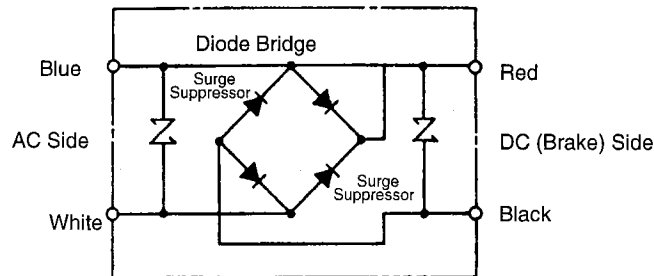 Diode Bridge
Blue
Red
Surge
Suppressor
AC Side
DC (Brake) Side
Surge
Suppressor
White
Black